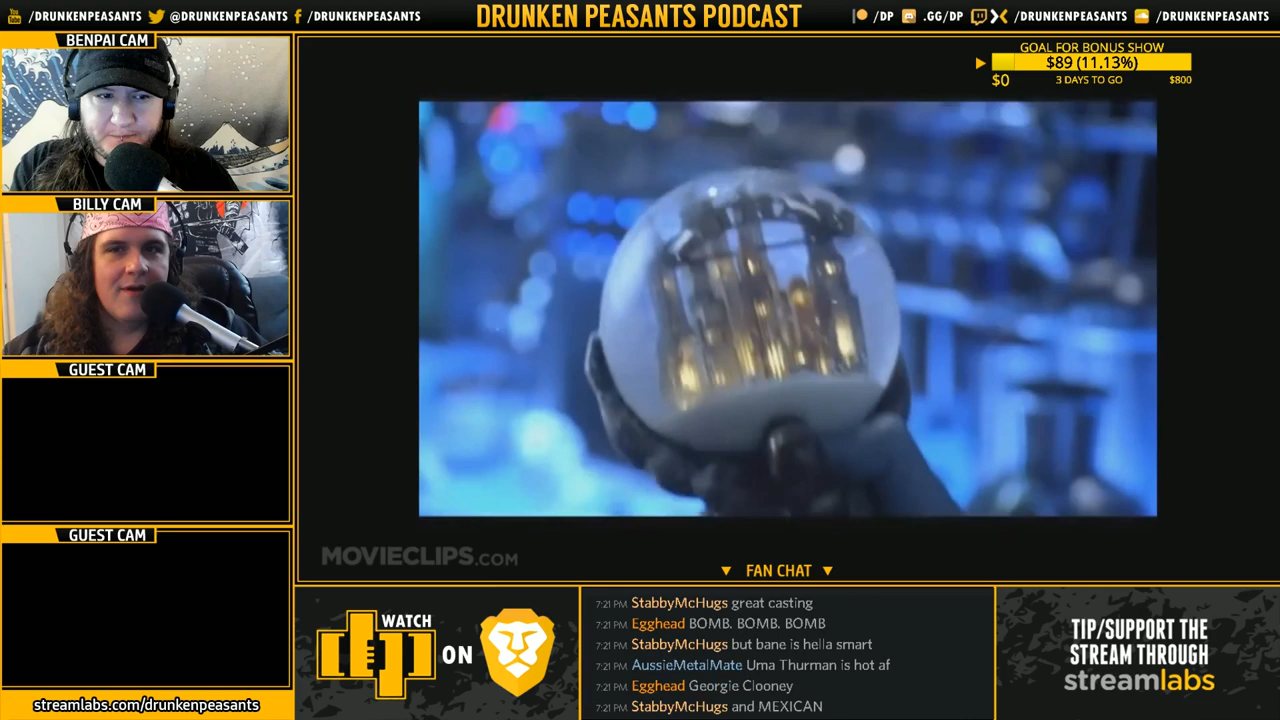 You Tube /DRUNKENPEASANTS @DRUNKENPEASANTS f /DRUNKENPEASANTS
DRUNKEN PEASANTS PODCAST
/DP .GG/DP /DRUNKENPEASANTS /DRUNKENPEASANTS
BENPAI CAM
BILLY CAM
GUEST CAM
GUEST CAM
streamlabs.com/drunkenpeasants
GOAL FOR BONUS SHOW
$89 (11.13%)
$0 3 DAYS TO GO $800
MOVIECLIPS.COM
FAN CHAT
WATCH
ON
7:21 PM StabbyMcHugs great casting
7:21 PM Egghead BOMB. BOMB. BOMB
7:21 PM StabbyMcHugs but bane is hella smart
7:21 PM AussieMetalMate Uma Thurman is hot af
7:21 PM Egghead Georgie Clooney
7:21 PM StabbyMcHugs and MEXICAN
TIP/SUPPORT THE
STREAM THROUGH
streamlabs